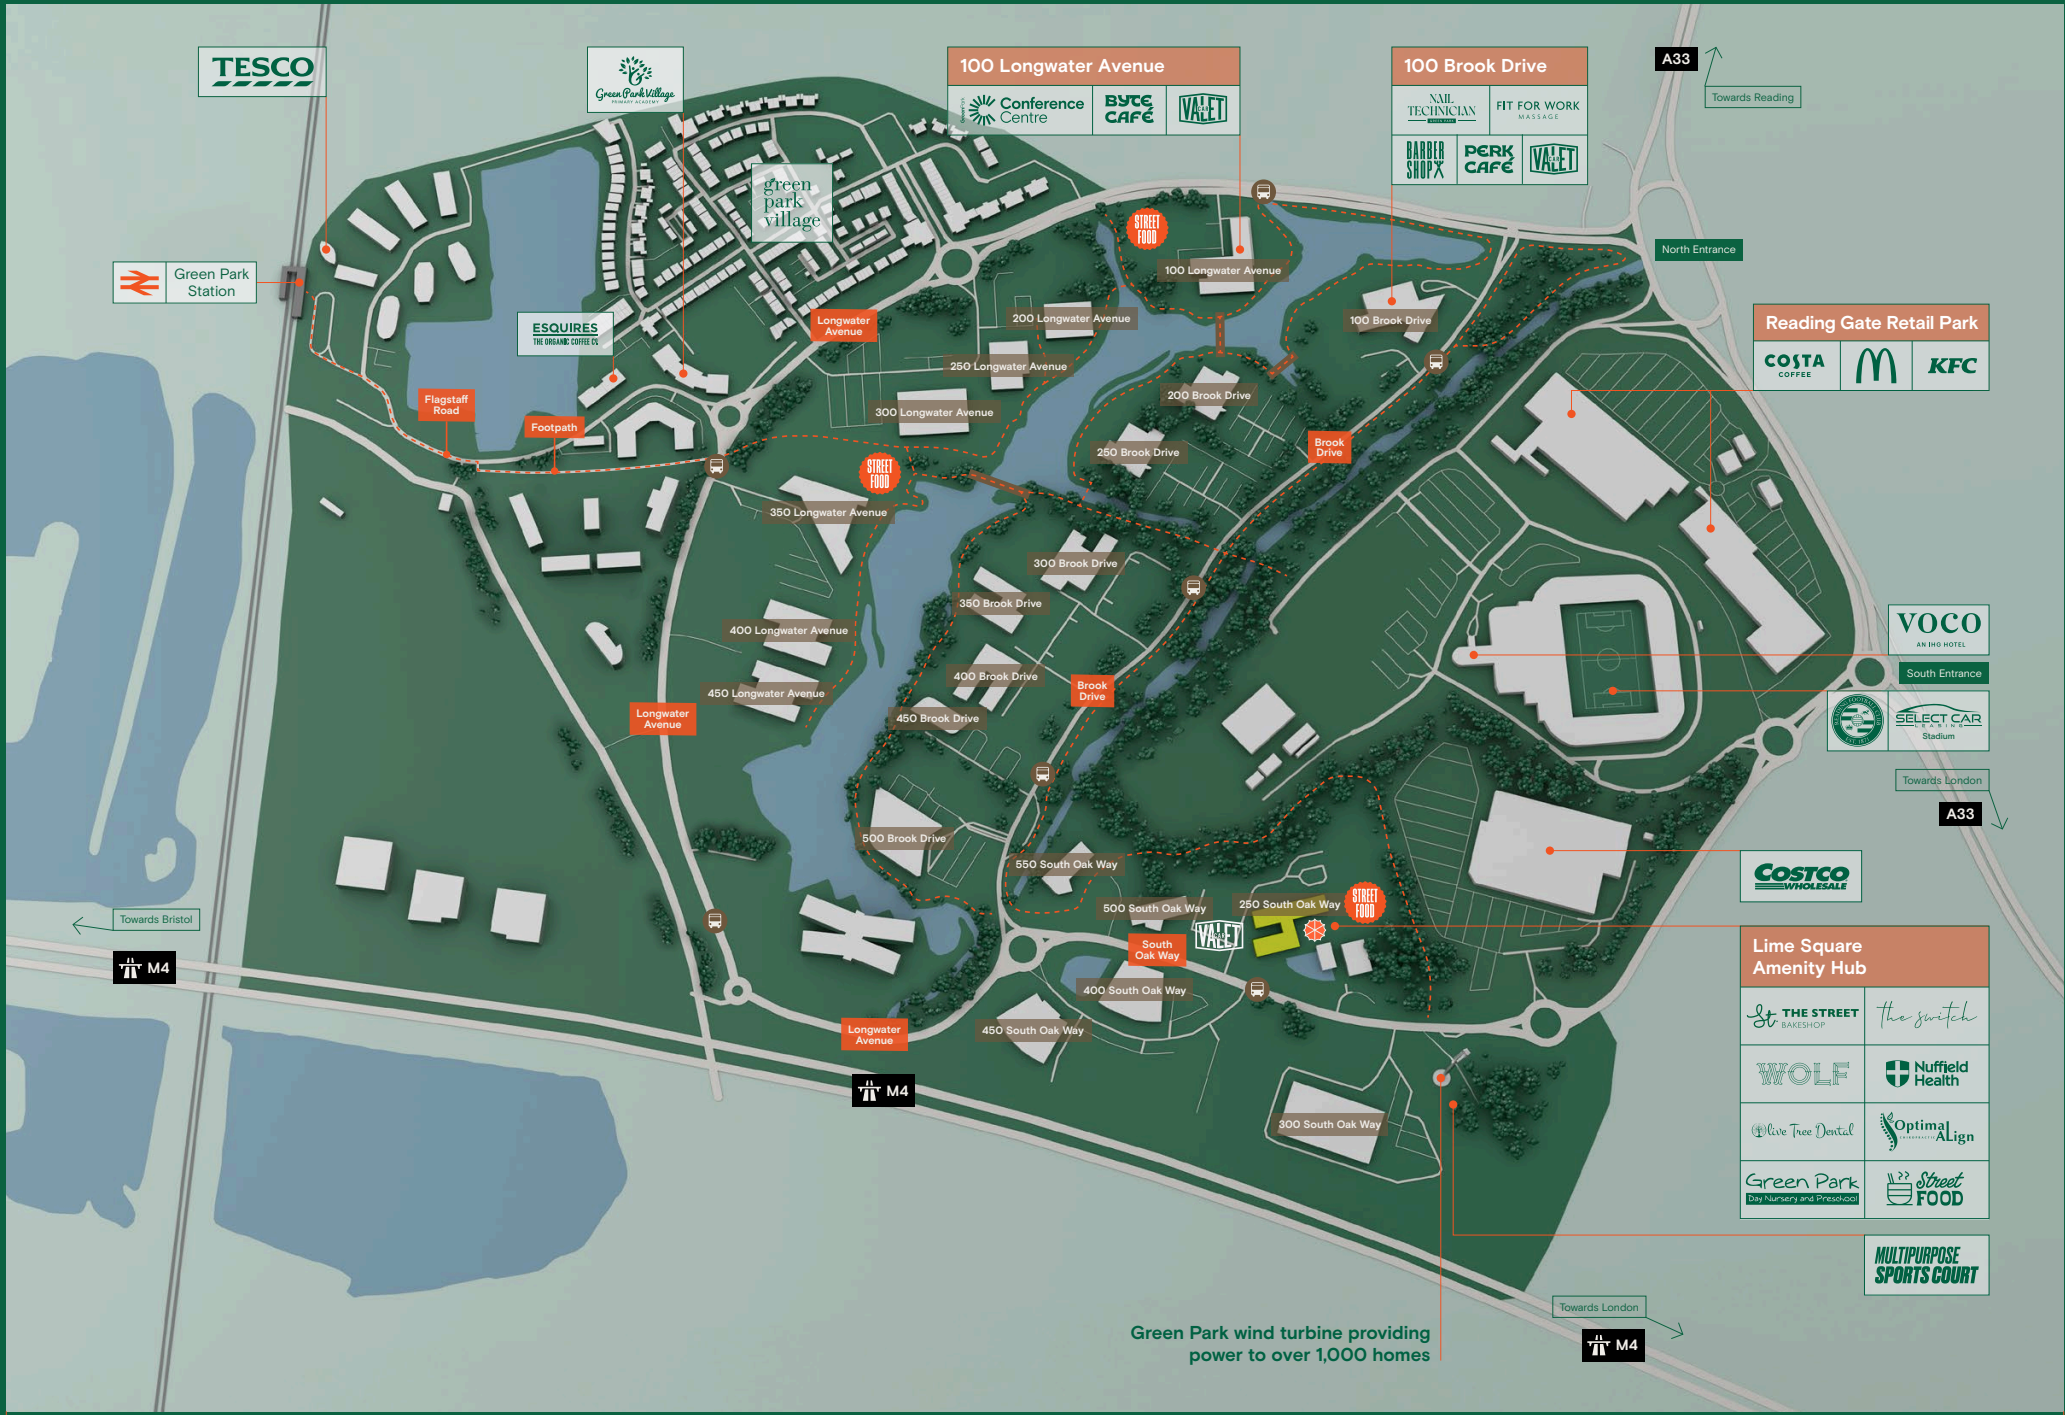 TESCO
Green Park Village
PRIMARY ACADEMY
100 Longwater Avenue
Conference
Centre
BYTE
CAFÉ
CAR
VALET
100 Brook Drive
NAIL
TECHNICIAN
FIT FOR WORK
MASSAGE
BARBER
SHOP
PERK
CAFÉ
CAR
VALET
A33
Towards Reading
green
park
village
STREET
FOOD
North Entrance
Green Park
Station
100 Longwater Avenue
200 Longwater Avenue
100 Brook Drive
Longwater
Avenue
ESQUIRES
THE ORGANIC COFFEE CO.
Reading Gate Retail Park
COSTA
COFFEE
KFC
250 Longwater Avenue
200 Brook Drive
Flagstaff
Road
Footpath
300 Longwater Avenue
250 Brook Drive
Brook
Drive
STREET
FOOD
350 Longwater Avenue
300 Brook Drive
350 Brook Drive
400 Longwater Avenue
VOCO
AN IHG HOTEL
South Entrance
400 Brook Drive
450 Longwater Avenue
Brook
Drive
Longwater
Avenue
450 Brook Drive
READING FOOTBALL CLUB
EST. 1871
SELECT CAR
LEASING
Stadium
Towards London
A33
500 Brook Drive
550 South Oak Way
COSTCO
WHOLESALE
Towards Bristol
M4
500 South Oak Way
250 South Oak Way
STREET
FOOD
CAR
VALET
South
Oak Way
Lime Square
Amenity Hub
THE STREET
BAKESHOP
the switch
WOLF
Nuffield
Health
Olive Tree Dental
Optimal
ALign
CHIROPRACTIC
Green Park
Day Nursery and Preschool
Street
FOOD
400 South Oak Way
450 South Oak Way
Longwater
Avenue
M4
300 South Oak Way
MULTIPURPOSE
SPORTS COURT
Towards London
M4
Green Park wind turbine providing
power to over 1,000 homes